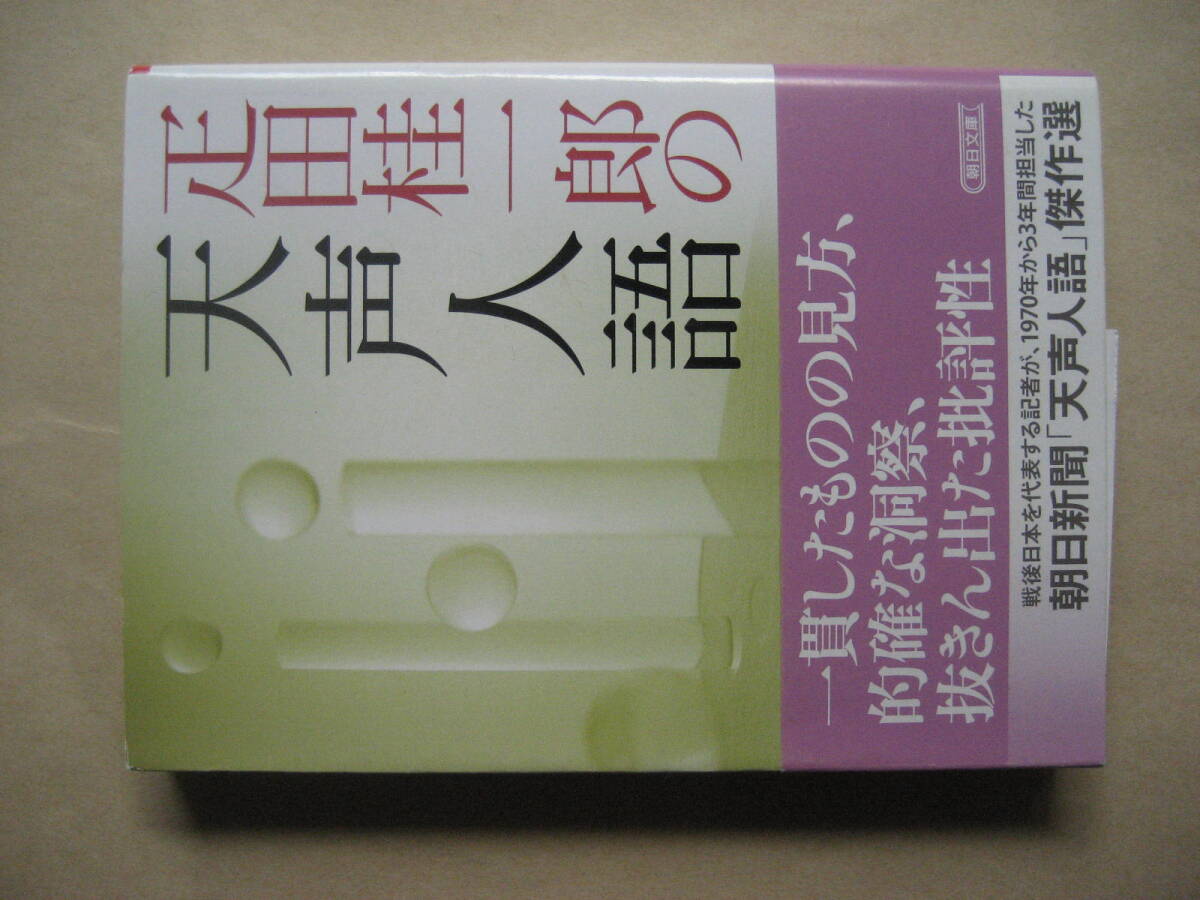 疋田桂一郎の
天声人語
朝日文庫
一貫したものの見方、
的確な洞察、
抜きん出た批評性
戦後日本を代表する記者が、1970年から3年間担当した
朝日新聞「天声人語」傑作選